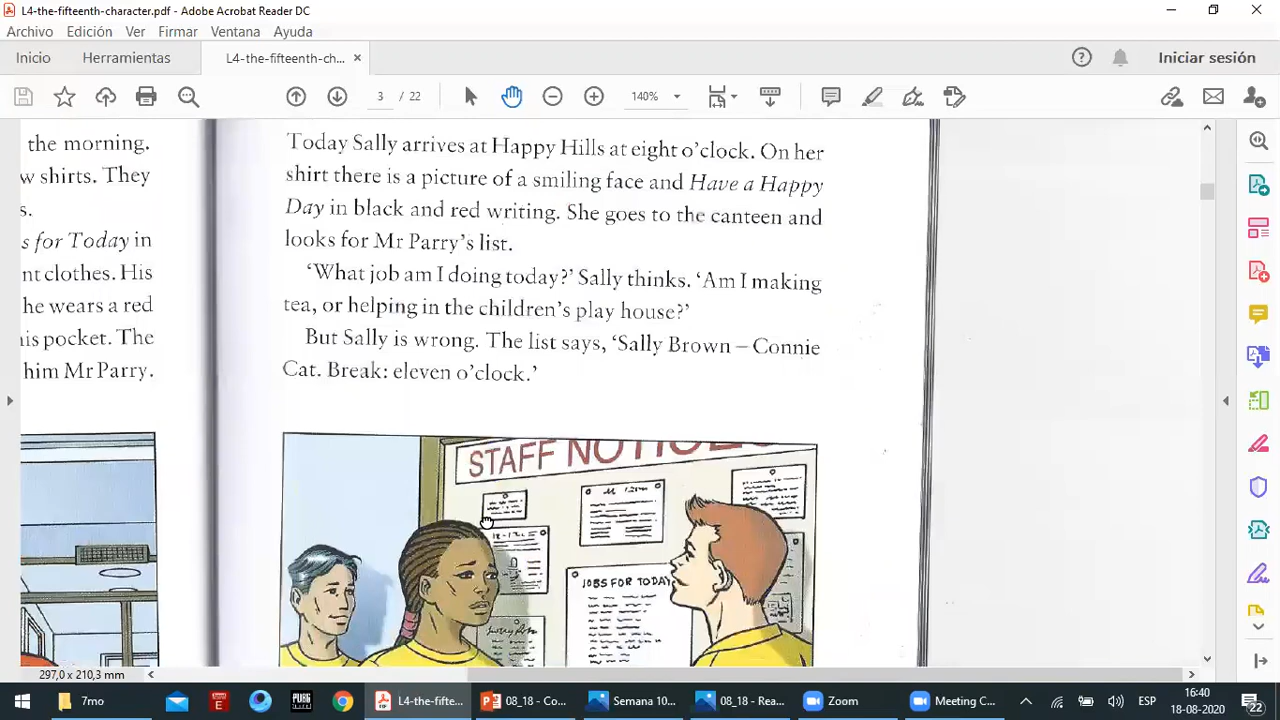 L4-the-fifteenth-character.pdf - Adobe Acrobat Reader DC
Archivo Edición Ver Firmar Ventana Ayuda
Inicio Herramientas L4-the-fifteenth-ch... × Iniciar sesión
3 / 22 140%
the morning.
w shirts. They
s.
s for Today in
nt clothes. His
he wears a red
is pocket. The
him Mr Parry.
Today Sally arrives at Happy Hills at eight o'clock. On her
shirt there is a picture of a smiling face and Have a Happy
Day in black and red writing. She goes to the canteen and
looks for Mr Parry's list.
'What job am I doing today?' Sally thinks. 'Am I making
tea, or helping in the children's play house?'
But Sally is wrong. The list says, 'Sally Brown – Connie
Cat. Break: eleven o'clock.'
STAFF NOTICES
JOBS FOR TODAY
297,0 x 210,3 mm
7mo L4-the-fifte... 08_18 - Co... Semana 10... 08_18 - Rea... Zoom Meeting C... ESP 16:40
18-08-2020 22